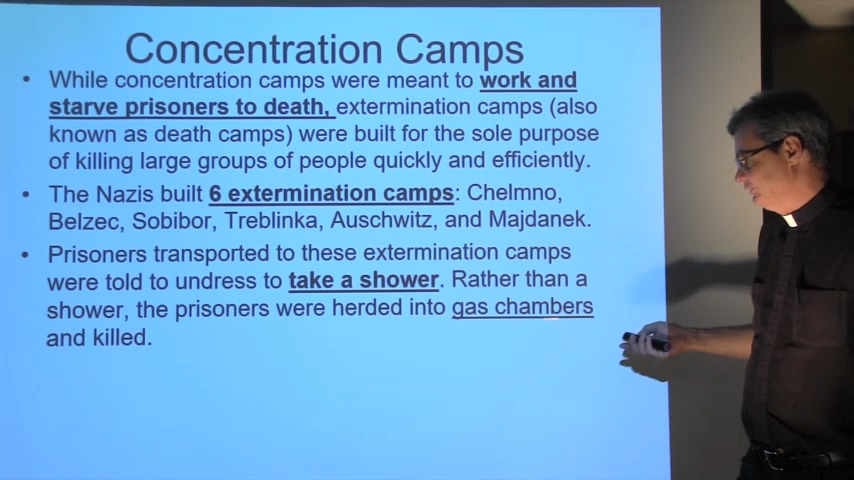 Concentration Camps
• While concentration camps were meant to work and
starve prisoners to death, extermination camps (also
known as death camps) were built for the sole purpose
of killing large groups of people quickly and efficiently.
• The Nazis built 6 extermination camps: Chelmno,
Belzec, Sobibor, Treblinka, Auschwitz, and Majdanek.
• Prisoners transported to these extermination camps
were told to undress to take a shower. Rather than a
shower, the prisoners were herded into gas chambers
and killed.